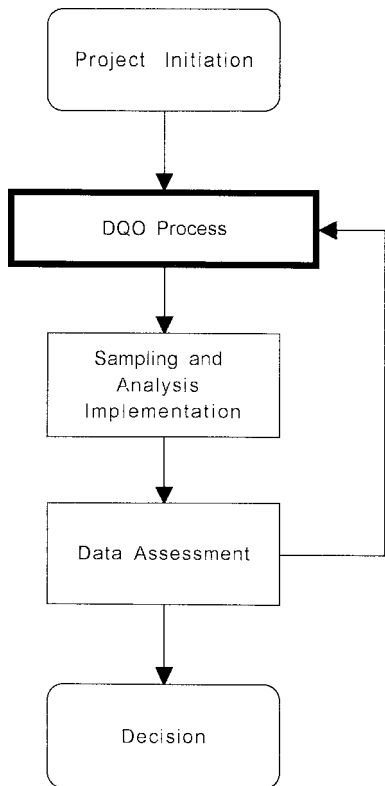 Project Initiation
DQO Process
Sampling and
Analysis
Implementation
Data Assessment
Decision